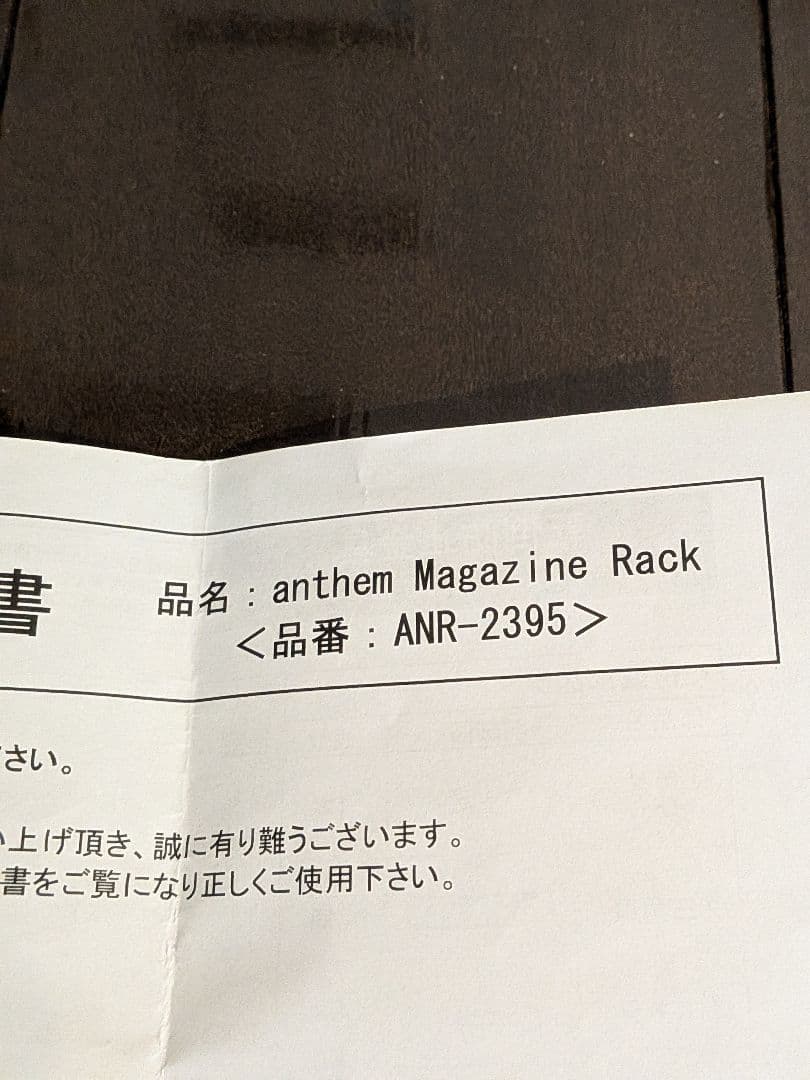 書
品名：anthem Magazine Rack
＜品番：ANR-2395＞
さい。
い上げ頂き、誠に有り難うございます。
書をご覧になり正しくご使用下さい。